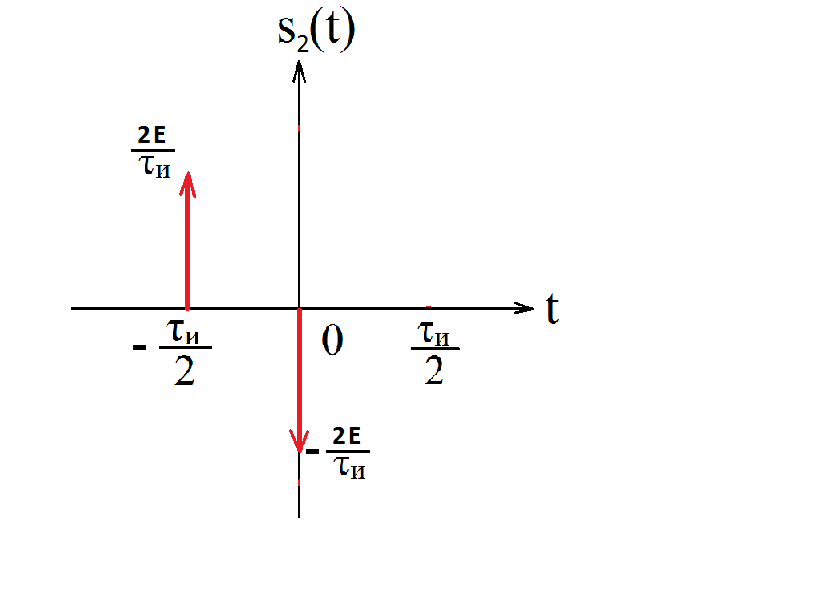 s₂(t)
2E
τи
t
- τи
2
0
τи
2
- 2E
τи